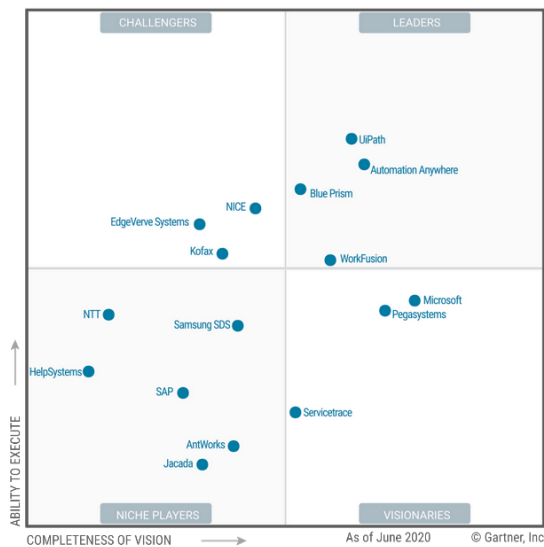 CHALLENGERS
LEADERS
UiPath
Automation Anywhere
Blue Prism
NICE
EdgeVerve Systems
Kofax
WorkFusion
Microsoft
Pegasystems
NTT
Samsung SDS
HelpSystems
SAP
Servicetrace
AntWorks
Jacada
NICHE PLAYERS
VISIONARIES
ABILITY TO EXECUTE
COMPLETENESS OF VISION
As of June 2020
© Gartner, Inc